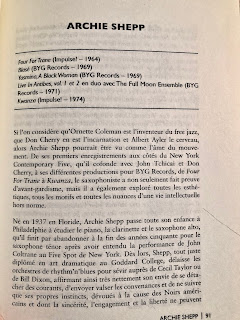 ARCHIE SHEPP
Four For Trane (Impulse! – 1964)
Blasé (BYG Records – 1969)
Yasmina, A Black Woman (BYG Records – 1969)
Live in Antibes, vol. 1 et 2 en duo avec The Full Moon Ensemble (BYG
Records – 1971)
Kwanza (Impulse! – 1974)
Si l'on considère qu'Ornette Coleman est l'inventeur du free jazz,
que Don Cherry en est l'incarnation et Albert Ayler le cerveau,
alors Archie Shepp pourrait être vu comme l'âme du mouve-
ment. De ses premiers enregistrements aux côtés du New York
Contemporary Five, qu'il codirige avec John Tchicai et Don
Cherry, à ses différentes productions pour BYG Records, de Four
For Trane à Kwanza, le saxophoniste a non seulement fait preuve
d'avant-gardisme, mais il a également exploré toutes les esthé-
tiques, tous les motifs et toutes les nuances d'une vie intellectuelle
hors norme.
Né en 1937 en Floride, Archie Shepp passe toute son enfance à
Philadelphie à étudier le piano, la clarinette et le saxophone alto,
qu'il finit par abandonner à la fin des années cinquante pour le
saxophone ténor après avoir entendu la performance de John
Coltrane au Five Spot de New York. Dès lors, Shepp, tout juste
diplômé en art dramatique au Goddard College, délaisse les
orchestres de rhythm'n'blues pour suivre auprès de Cecil Taylor ou
de Bill Dixon, affirmant ainsi très nettement son envie de se déta-
cher des courants, d'envoyer valser les convenances et de ne suivre
que ses propres instincts, dévoués à la cause des Noirs améri-
cains et dont la sincérité, l'engagement et la liberté ne peuvent
ARCHIE SHEPP | 91